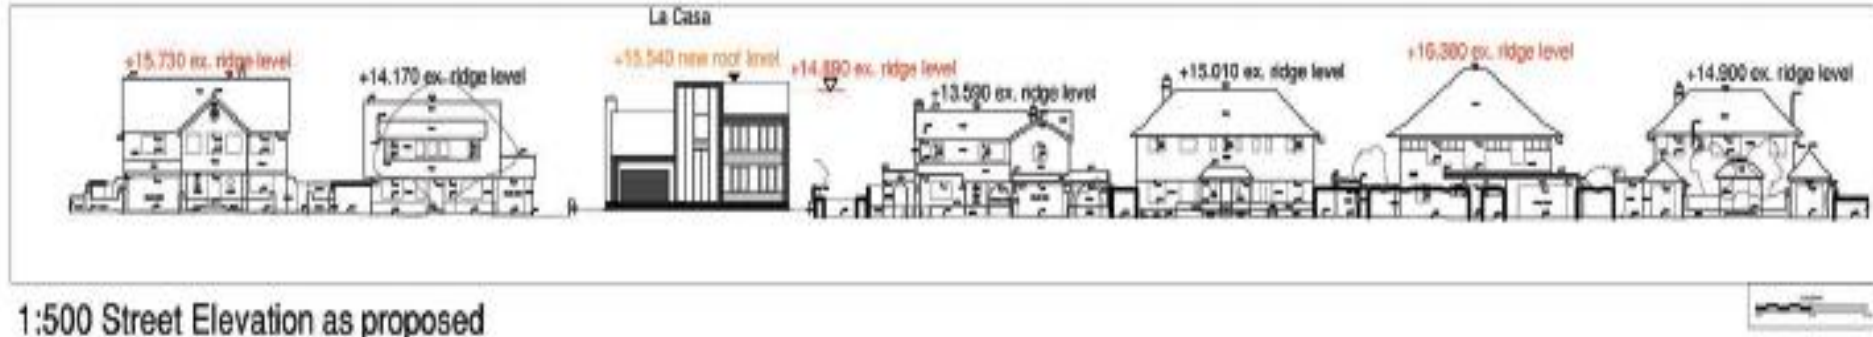 La Casa
+15.730 ex. ridge level
+14.170 ex. ridge level
+15.540 new roof level
+14.890 ex. ridge level
+13.590 ex. ridge level
+15.010 ex. ridge level
+16.380 ex. ridge level
+14.900 ex. ridge level
1:500 Street Elevation as proposed